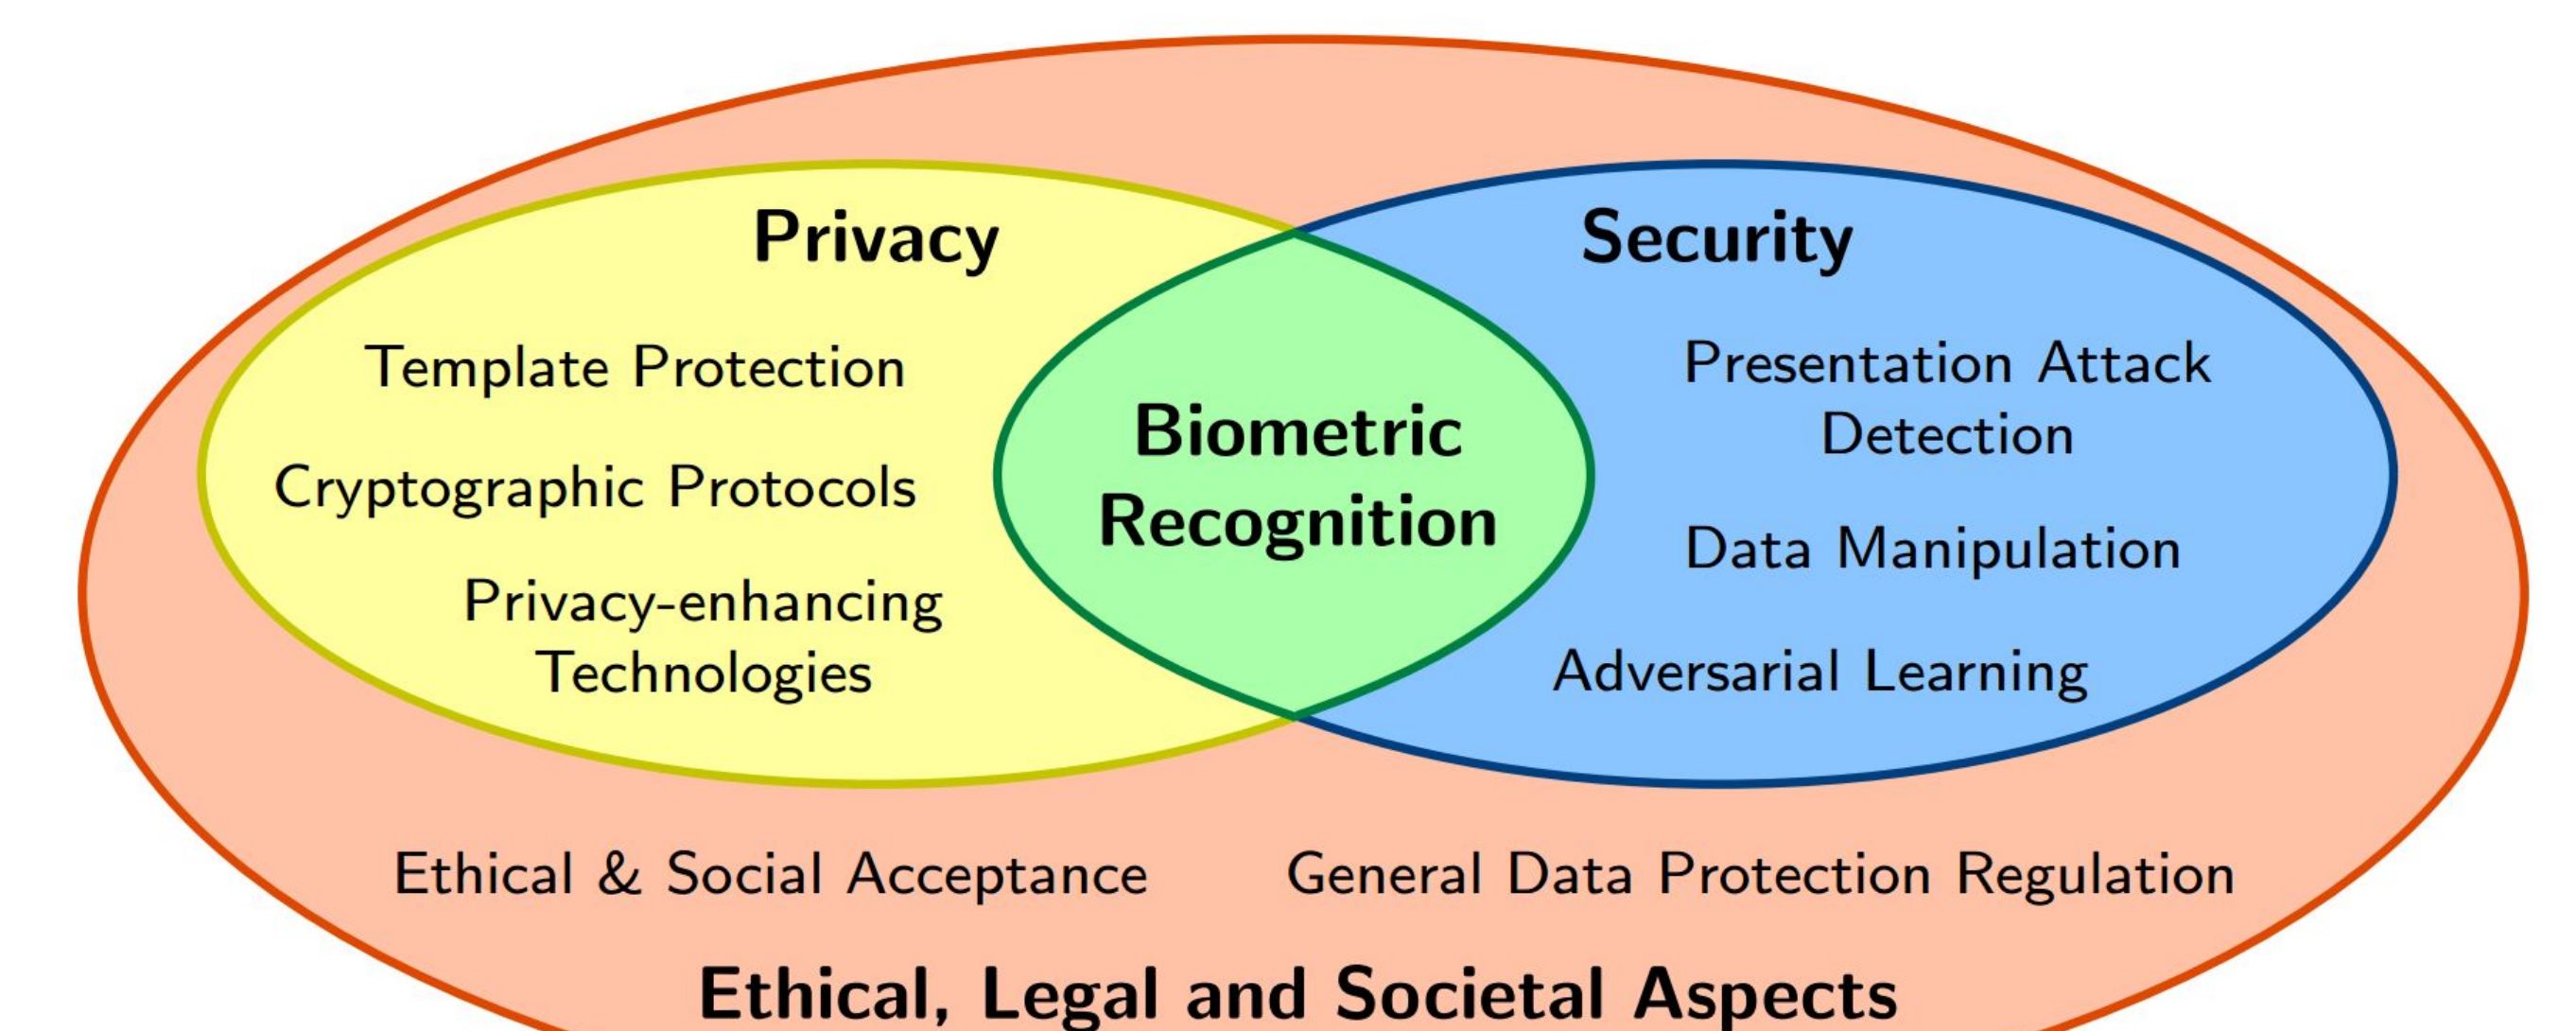 Privacy
Security
Template Protection
Cryptographic Protocols
Privacy-enhancing
Technologies
Biometric
Recognition
Presentation Attack
Detection
Data Manipulation
Adversarial Learning
Ethical & Social Acceptance
General Data Protection Regulation
Ethical, Legal and Societal Aspects